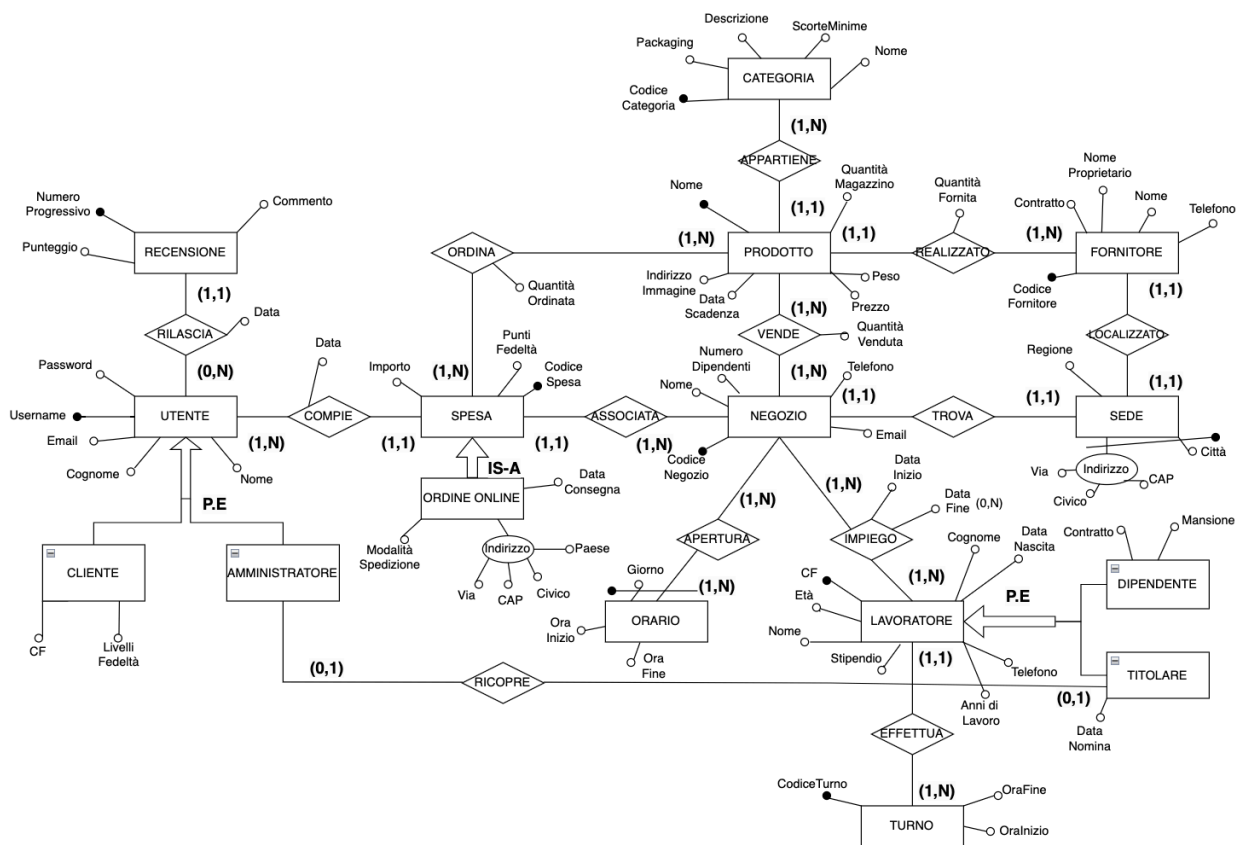 Descrizione
ScorteMinime
Packaging
Nome
CATEGORIA
Codice
Categoria
(1,N)
APPARTIENE
Quantità
Magazzino
Nome
(1,1)
Numero
Progressivo
Commento
Punteggio
RECENSIONE
ORDINA
(1,N)
PRODOTTO
(1,1)
Quantità
Fornita
REALIZZATO
(1,N)
Nome
Proprietario
Contratto
Nome
Telefono
FORNITORE
Indirizzo
Immagine
Data
Scadenza
Peso
Prezzo
Codice
Fornitore
Quantità
Ordinata
(1,1)
Data
RILASCIA
(0,N)
(1,N)
VENDE
Quantità
Venduta
(1,1)
LOCALIZZATO
Password
Data
Importo
(1,N)
Punti
Fedeltà
Codice
Spesa
Numero
Dipendenti
Nome
(1,N)
Telefono
Regione
(1,1)
Username
UTENTE
COMPIE
SPESA
ASSOCIATA
NEGOZIO
(1,1)
TROVA
(1,1)
SEDE
Email
Cognome
Nome
(1,N)
(1,1)
(1,1)
(1,N)
Codice
Negozio
Email
Città
Via
Indirizzo
CAP
Civico
P.E
IS-A
ORDINE ONLINE
Data
Consegna
Modalità
Spedizione
Indirizzo
Paese
Via
CAP
Civico
(1,N)
(1,N)
Data
Inizio
Data
Fine (0,N)
APERTURA
IMPIEGO
CLIENTE
AMMINISTRATORE
CF
Livelli
Fedeltà
Giorno
(1,N)
Ora
Inizio
ORARIO
Ora
Fine
(1,N)
Cognome
Data
Nascita
CF
Età
Nome
LAVORATORE
Stipendio
(1,1)
Telefono
Anni di
Lavoro
P.E
Contratto
Mansione
DIPENDENTE
TITOLARE
(0,1)
RICOPRE
(0,1)
Data
Nomina
EFFETTUA
CodiceTurno
(1,N)
OraFine
TURNO
OraInizio